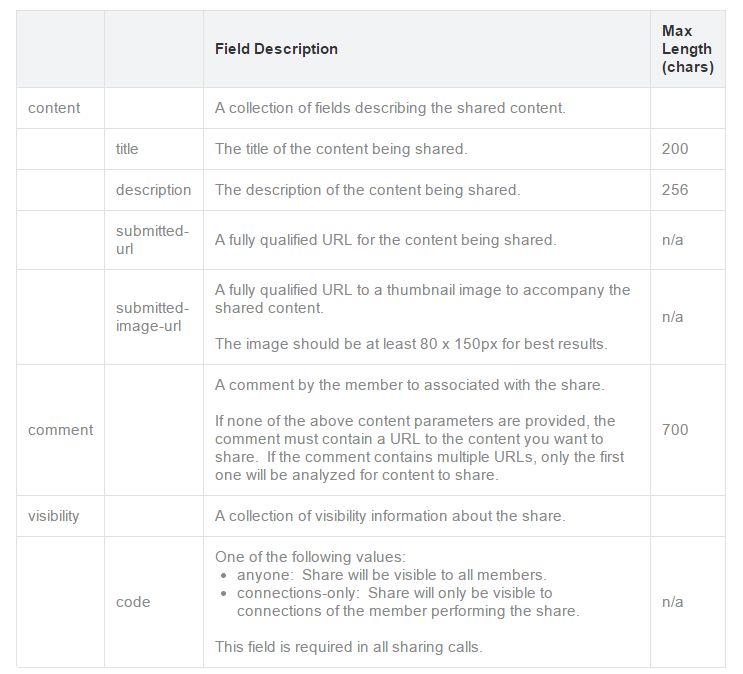 Field Description
Max
Length
(chars)
content
A collection of fields describing the shared content.
title
The title of the content being shared.
200
description
The description of the content being shared.
256
submitted-
url
A fully qualified URL for the content being shared.
n/a
submitted-
image-url
A fully qualified URL to a thumbnail image to accompany the
shared content.
The image should be at least 80 x 150px for best results.
n/a
comment
A comment by the member to associated with the share.
If none of the above content parameters are provided, the
comment must contain a URL to the content you want to
share.  If the comment contains multiple URLs, only the first
one will be analyzed for content to share.
700
visibility
A collection of visibility information about the share.
code
One of the following values:
• anyone:  Share will be visible to all members.
• connections-only:  Share will only be visible to
connections of the member performing the share.
This field is required in all sharing calls.
n/a